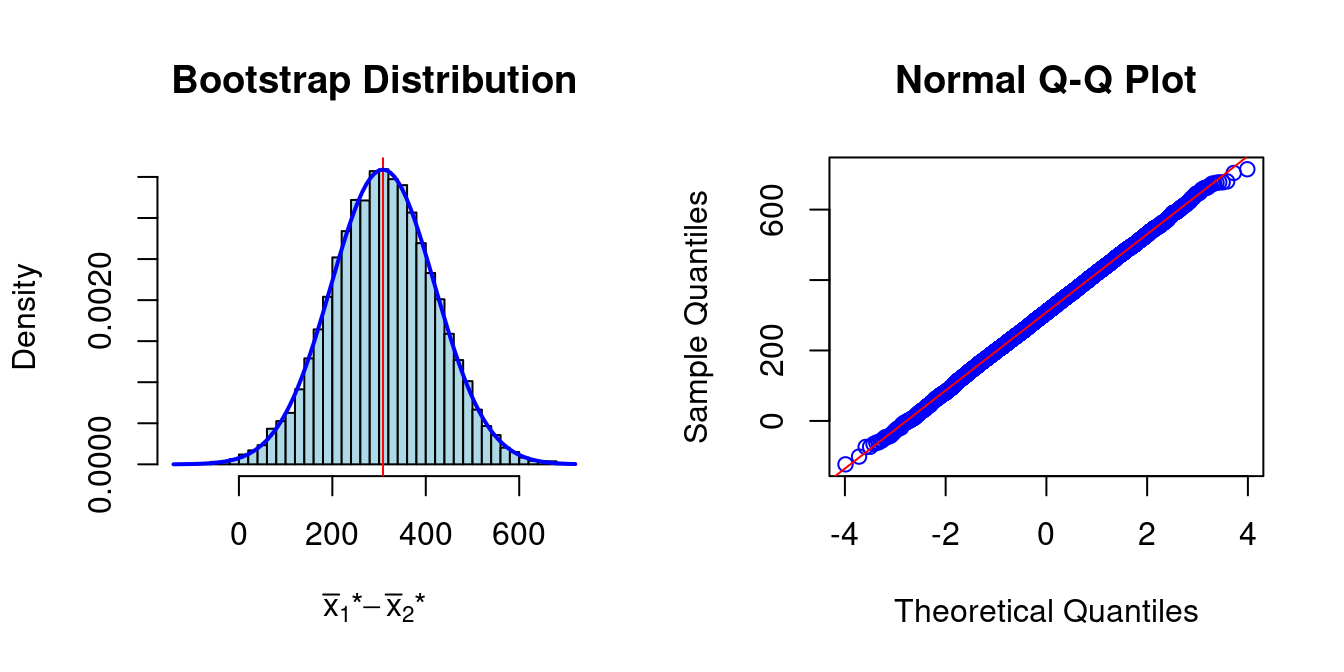 Bootstrap Distribution
Density
0.0000 0.0020
0 200 400 600
x̅₁*−x̅₂*
Normal Q-Q Plot
Sample Quantiles
0 200 600
-4 -2 0 2 4
Theoretical Quantiles